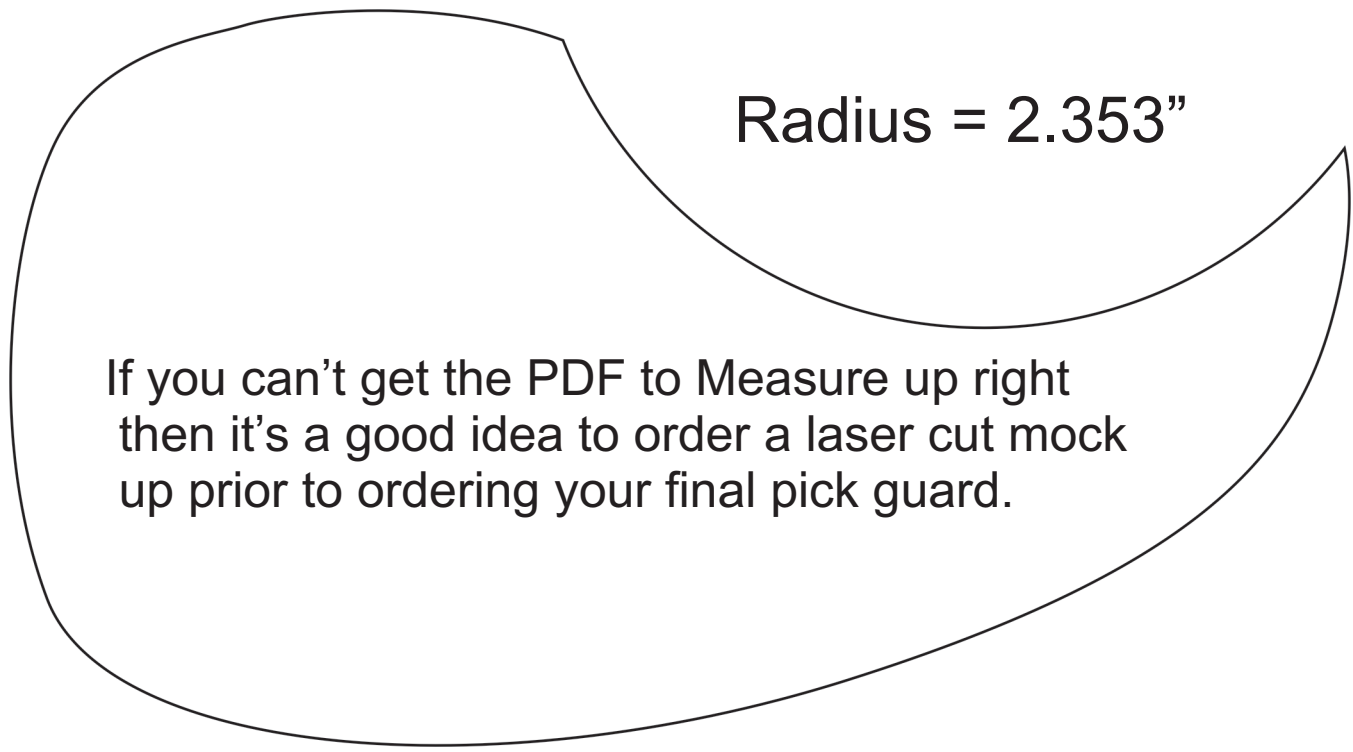 Radius = 2.353”
If you can’t get the PDF to Measure up right
then it’s a good idea to order a laser cut mock
up prior to ordering your final pick guard.